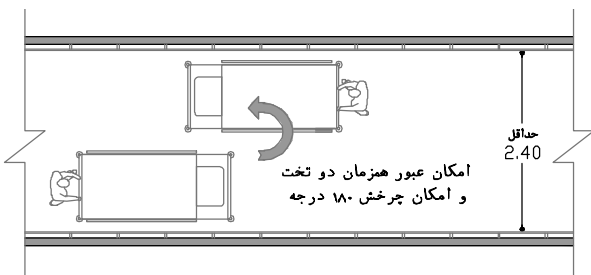 حداقل
2.40
امکان عبور همزمان دو تخت
و امکان چرخش ۱۸۰ درجه